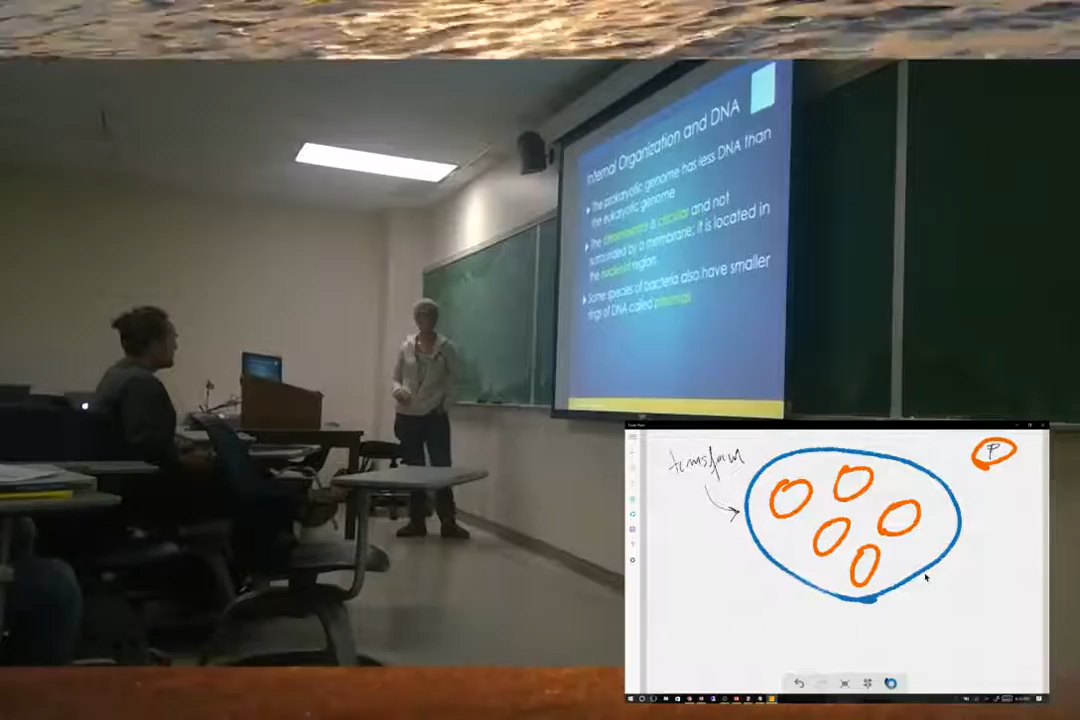 Internal Organization and DNA
The prokaryotic genome has less DNA than
the eukaryotic genome
The chromosome is circular and not
surrounded by a membrane; it is located in
the nucleoid region
Some species of bacteria also have smaller
rings of DNA called plasmids
transform
P